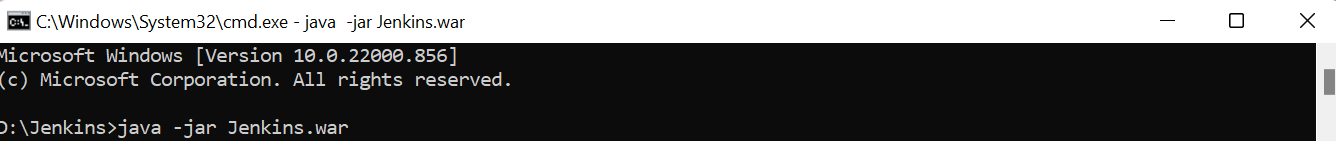 C:\Windows\System32\cmd.exe - java -jar Jenkins.war
Microsoft Windows [Version 10.0.22000.856]
(c) Microsoft Corporation. All rights reserved.
D:\Jenkins>java -jar Jenkins.war